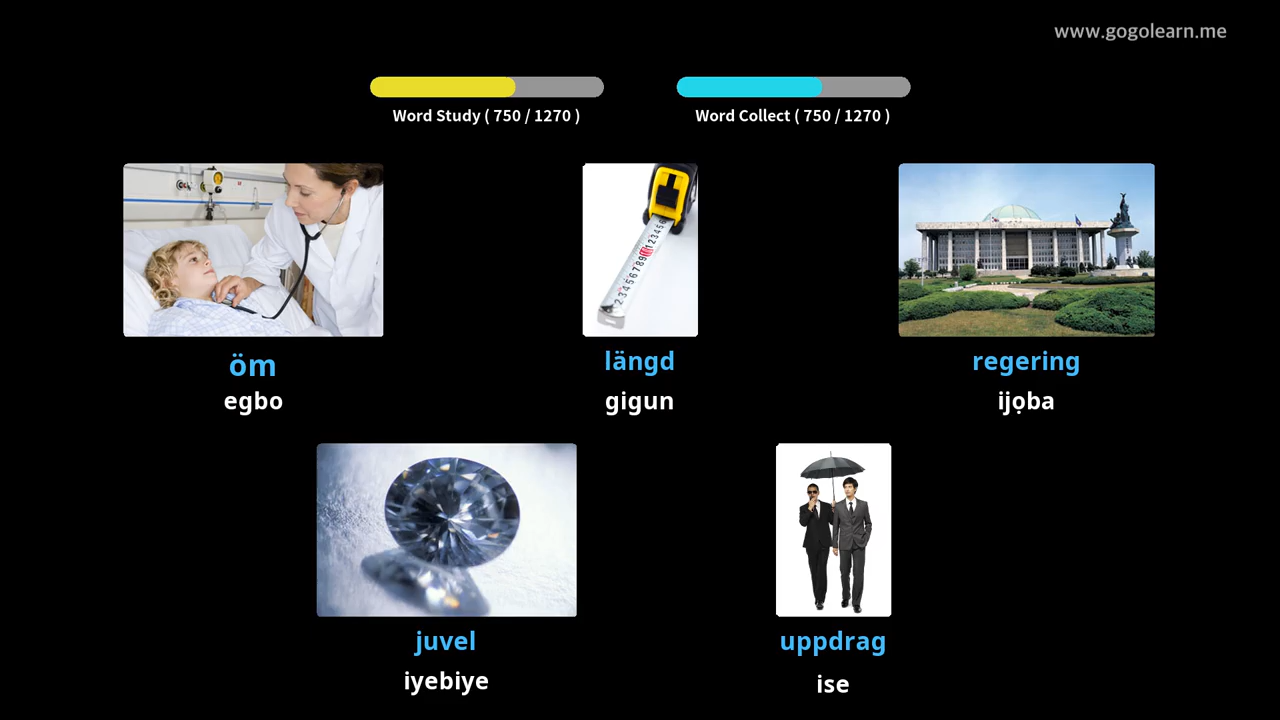 www.gogolearn.me
Word Study ( 750 / 1270 )
Word Collect ( 750 / 1270 )
öm
egbo
längd
gigun
regering
ijọba
juvel
iyebiye
uppdrag
ise